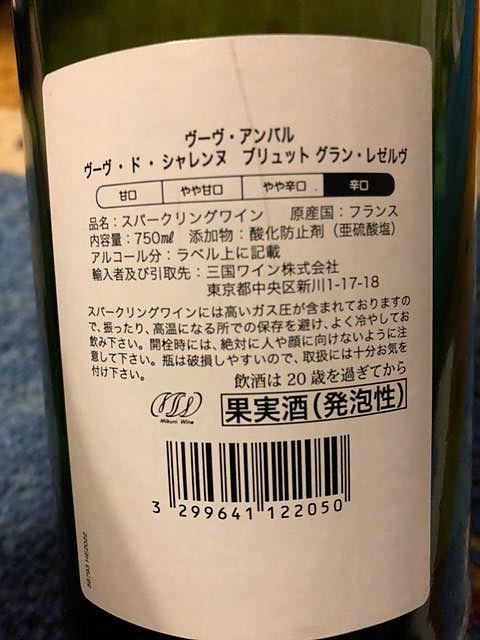 ヴーヴ・アンバル
ヴーヴ・ド・シャレンヌ ブリュット グラン・レゼルヴ
甘口 やや甘口 やや辛口 辛口
品名：スパークリングワイン 原産国：フランス
内容量：750㎖ 添加物：酸化防止剤（亜硫酸塩）
アルコール分：ラベル上に記載
輸入者及び引取先：三国ワイン株式会社
東京都中央区新川1-17-18
スパークリングワインには高いガス圧が含まれておりますの
で、振ったり、高温になる所での保存を避け、よく冷やしてお
飲み下さい。開栓時には、絶対に人や顔に向けないように注
意して下さい。瓶は破損しやすいので、取扱には十分お気を
付け下さい。
飲酒は20歳を過ぎてから
Mikuni Wine
果実酒（発泡性）
3 299641 122050